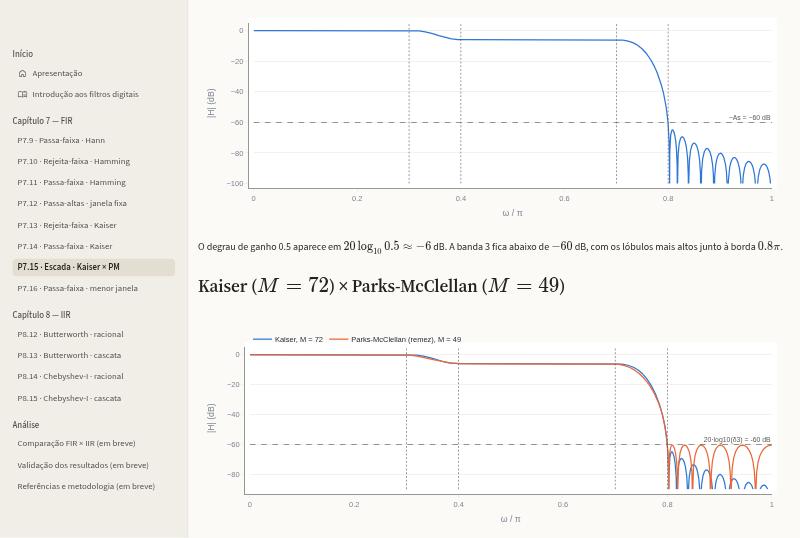 Início
Apresentação
Introdução aos filtros digitais
Capítulo 7 — FIR
P7.9 · Passa-faixa · Hann
P7.10 · Rejeita-faixa · Hamming
P7.11 · Passa-faixa · Hamming
P7.12 · Passa-altas · janela fixa
P7.13 · Rejeita-faixa · Kaiser
P7.14 · Passa-faixa · Kaiser
P7.15 · Escada · Kaiser × PM
P7.16 · Passa-faixa · menor janela
Capítulo 8 — IIR
P8.12 · Butterworth · racional
P8.13 · Butterworth · cascata
P8.14 · Chebyshev-I · racional
P8.15 · Chebyshev-I · cascata
Análise
Comparação FIR × IIR (em breve)
Validação dos resultados (em breve)
Referências e metodologia (em breve)
|H| (dB)
0
−20
−40
−60
−80
−100
−As = −60 dB
0 0.2 0.4 0.6 0.8 1
ω / π
O degrau de ganho 0.5 aparece em 20 log₁₀ 0.5 ≈ −6 dB. A banda 3 fica abaixo de −60 dB, com os lóbulos mais altos junto à borda 0.8π.
Kaiser (M = 72) × Parks-McClellan (M = 49)
Kaiser, M = 72 Parks-McClellan (remez), M = 49
|H| (dB)
0
−20
−40
−60
−80
20·log10(δ3) = -60 dB
0 0.2 0.4 0.6 0.8 1
ω / π